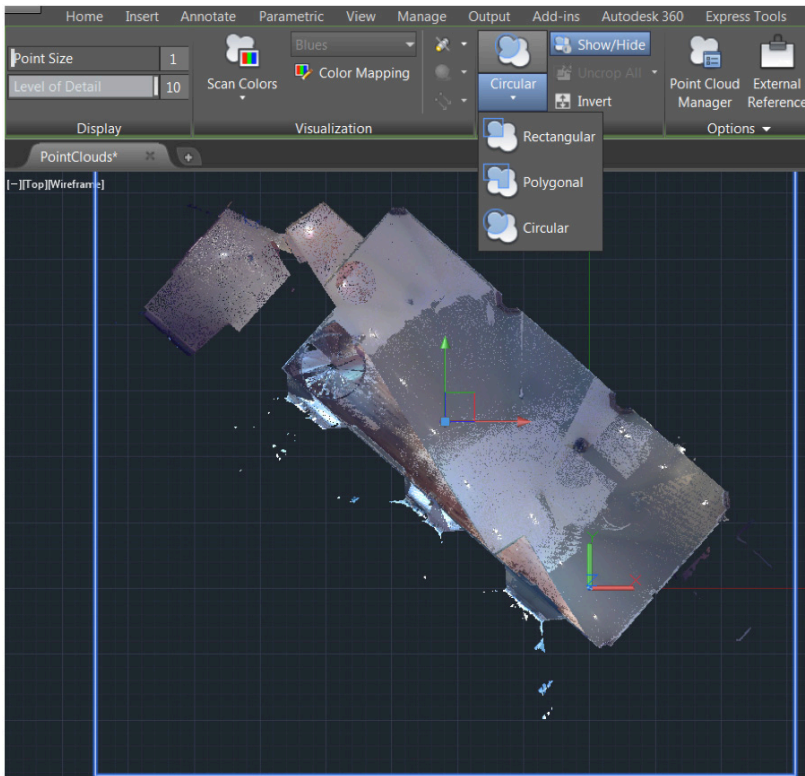 Home Insert Annotate Parametric View Manage Output Add-ins Autodesk 360 Express Tools
Point Size 1
Level of Detail 10
Scan Colors
Blues
Color Mapping
Circular
Show/Hide
Uncrop All
Invert
Point Cloud Manager
External Reference
Display Visualization Options
Rectangular
Polygonal
Circular
PointClouds*
[−][Top][Wireframe]
Y
X